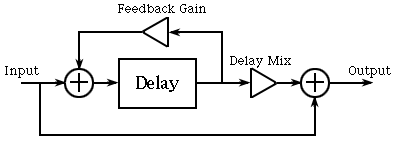 Feedback Gain
Input
Delay
Delay Mix
Output